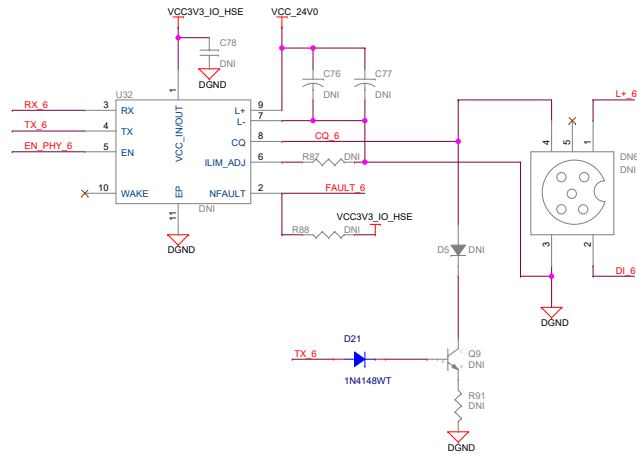 VCC3V3_IO_HSE
VCC_24V0
C78
DNI
DGND
C76
DNI
C77
DNI
U32
1
VCC_IN/OUT
RX_6
3
RX
TX_6
4
TX
EN_PHY_6
5
EN
10
WAKE
EP
11
DNI
DGND
L+
9
L-
7
CQ
8
CQ_6
ILIM_ADJ
6
R87
DNI
NFAULT
2
FAULT_6
VCC3V3_IO_HSE
R88
DNI
L+_6
4
5
1
DN6
DNI
3
2
DI_6
DGND
D5
DNI
D21
TX_6
1N4148WT
Q9
DNI
R91
DNI
DGND